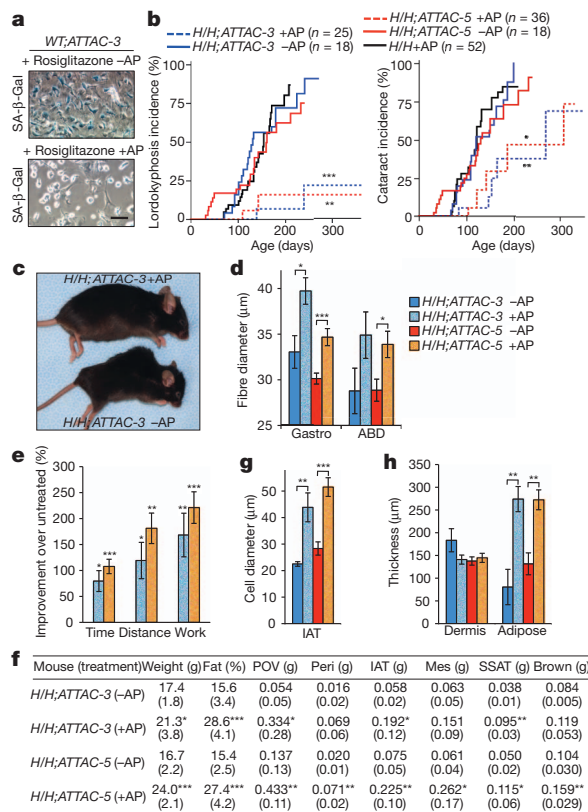 a
WT;ATTAC-3
+ Rosiglitazone –AP
SA-β-Gal
+ Rosiglitazone +AP
SA-β-Gal
b
H/H;ATTAC-3 +AP (n = 25)
H/H;ATTAC-3 –AP (n = 18)
H/H;ATTAC-5 +AP (n = 36)
H/H;ATTAC-5 –AP (n = 18)
H/H+AP (n = 52)
Lordokyphosis incidence (%)
100
75
50
25
0
***
**
0 100 200 300
Age (days)
Cataract incidence (%)
100
75
50
25
0
*
**
0 100 200 300
Age (days)
c
H/H;ATTAC-3+AP
H/H;ATTAC-3 –AP
d
Fibre diameter (μm)
45
40
35
30
25
* *** *
Gastro ABD
H/H;ATTAC-3 –AP
H/H;ATTAC-3 +AP
H/H;ATTAC-5 –AP
H/H;ATTAC-5 +AP
e
Improvement over untreated (%)
300
250
200
150
100
50
0
* *** * ** ** ***
Time Distance Work
g
Cell diameter (μm)
60
50
40
30
20
10
0
** ***
IAT
h
Thickness (μm)
350
300
250
200
150
100
50
0
** **
Dermis Adipose
f
Mouse (treatment) Weight (g) Fat (%) POV (g) Peri (g) IAT (g) Mes (g) SSAT (g) Brown (g)
H/H;ATTAC-3 (–AP) 17.4 15.6 0.054 0.016 0.058 0.063 0.038 0.084
(1.8) (3.4) (0.05) (0.02) (0.02) (0.05) (0.01) (0.005)
H/H;ATTAC-3 (+AP) 21.3* 28.6*** 0.334* 0.069 0.192* 0.151 0.095** 0.119
(3.8) (4.1) (0.28) (0.06) (0.12) (0.09) (0.03) (0.053)
H/H;ATTAC-5 (–AP) 16.7 15.4 0.137 0.020 0.075 0.061 0.050 0.104
(2.2) (2.5) (0.13) (0.01) (0.05) (0.04) (0.02) (0.030)
H/H;ATTAC-5 (+AP) 24.0*** 27.4*** 0.433** 0.071** 0.225** 0.262* 0.115* 0.159**
(2.1) (4.2) (0.11) (0.02) (0.10) (0.17) (0.06) (0.029)